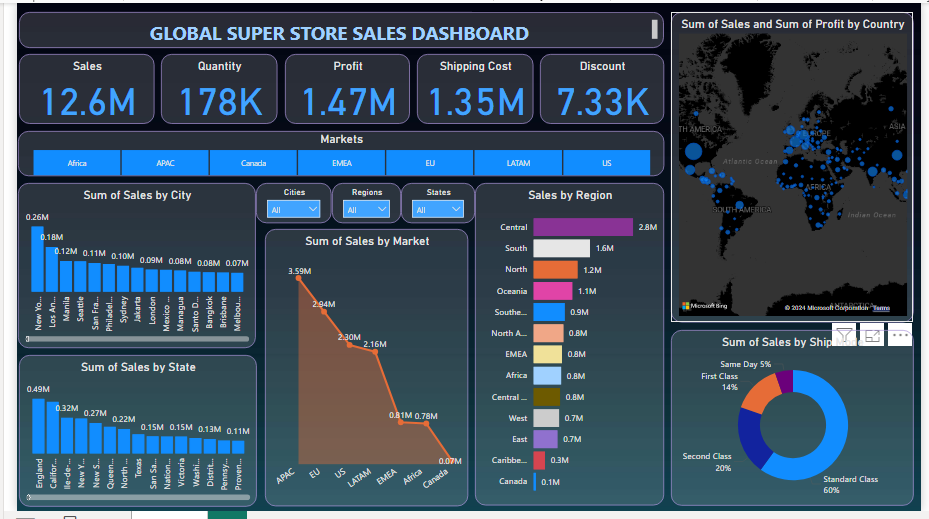 GLOBAL SUPER STORE SALES DASHBOARD
Sales
12.6M
Quantity
178K
Profit
1.47M
Shipping Cost
1.35M
Discount
7.33K
Markets
Africa
APAC
Canada
EMEA
EU
LATAM
US
Sum of Sales by City
0.26M
0.18M
0.12M
0.11M
0.10M
0.09M
0.08M
0.08M
0.07M
New Yo...
Los An...
Manila
Seattle
San Fra...
Philadel...
Sydney
Jakarta
London
Mexico ...
Managua
Santo D...
Bangkok
Brisbane
Melbou...
Cities
All
Regions
All
States
All
Sum of Sales by Market
3.59M
2.94M
2.30M
2.16M
0.81M
0.78M
0.07M
APAC
EU
US
LATAM
EMEA
Africa
Canada
Sales by Region
Central 2.8M
South 1.6M
North 1.2M
Oceania 1.1M
Southe... 0.9M
North A... 0.8M
EMEA 0.8M
Africa 0.8M
Central ... 0.8M
West 0.7M
East 0.7M
Caribbe... 0.3M
Canada 0.1M
Sum of Sales by State
0.49M
0.32M
0.27M
0.22M
0.15M
0.15M
0.13M
0.11M
England
Califor...
Ile-de-...
New Y...
New S...
Queen...
North ...
Texas
San Sa...
Nation...
Victoria
Washi...
Distrit...
Pennsy...
Proven...
Sum of Sales and Sum of Profit by Country
TH AMERICA
EUROPE
ASIA
Atlantic Ocean
AFRICA
SOUTH AMERICA
Indian Ocean
ANTARCTICA
Microsoft Bing
© 2024 Microsoft Corporation Terms
Sum of Sales by Ship
Same Day 5%
First Class
14%
Second Class
20%
Standard Class
60%